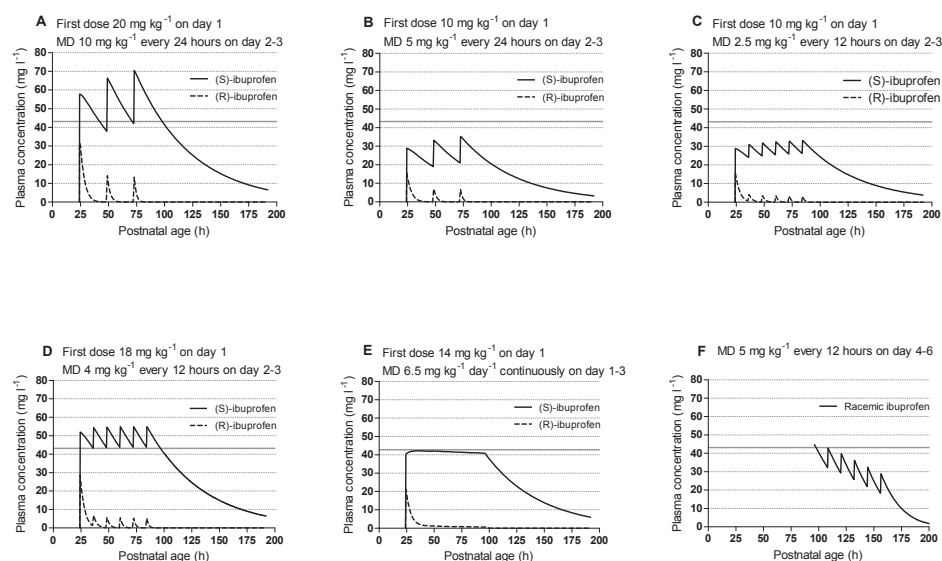 A First dose 20 mg kg⁻¹ on day 1
MD 10 mg kg⁻¹ every 24 hours on day 2-3
Plasma concentration (mg l⁻¹)
80
70
60
50
40
30
20
10
0
(S)-ibuprofen
(R)-ibuprofen
0 25 50 75 100 125 150 175 200
Postnatal age (h)
B First dose 10 mg kg⁻¹ on day 1
MD 5 mg kg⁻¹ every 24 hours on day 2-3
Plasma concentration (mg l⁻¹)
80
70
60
50
40
30
20
10
0
(S)-ibuprofen
(R)-ibuprofen
0 25 50 75 100 125 150 175 200
Postnatal age (h)
C First dose 10 mg kg⁻¹ on day 1
MD 2.5 mg kg⁻¹ every 12 hours on day 2-3
Plasma concentration (mg l⁻¹)
80
70
60
50
40
30
20
10
0
(S)-ibuprofen
(R)-ibuprofen
0 25 50 75 100 125 150 175 200
Postnatal age (h)
D First dose 18 mg kg⁻¹ on day 1
MD 4 mg kg⁻¹ every 12 hours on day 2-3
Plasma concentration (mg l⁻¹)
80
70
60
50
40
30
20
10
0
(S)-ibuprofen
(R)-ibuprofen
0 25 50 75 100 125 150 175 200
Postnatal age (h)
E First dose 14 mg kg⁻¹ on day 1
MD 6.5 mg kg⁻¹ day⁻¹ continuously on day 1-3
Plasma concentration (mg l⁻¹)
80
70
60
50
40
30
20
10
0
(S)-ibuprofen
(R)-ibuprofen
0 25 50 75 100 125 150 175 200
Postnatal age (h)
F MD 5 mg kg⁻¹ every 12 hours on day 4-6
Plasma concentration (mg l⁻¹)
80
70
60
50
40
30
20
10
0
Racemic ibuprofen
0 25 50 75 100 125 150 175 200
Postnatal age (h)